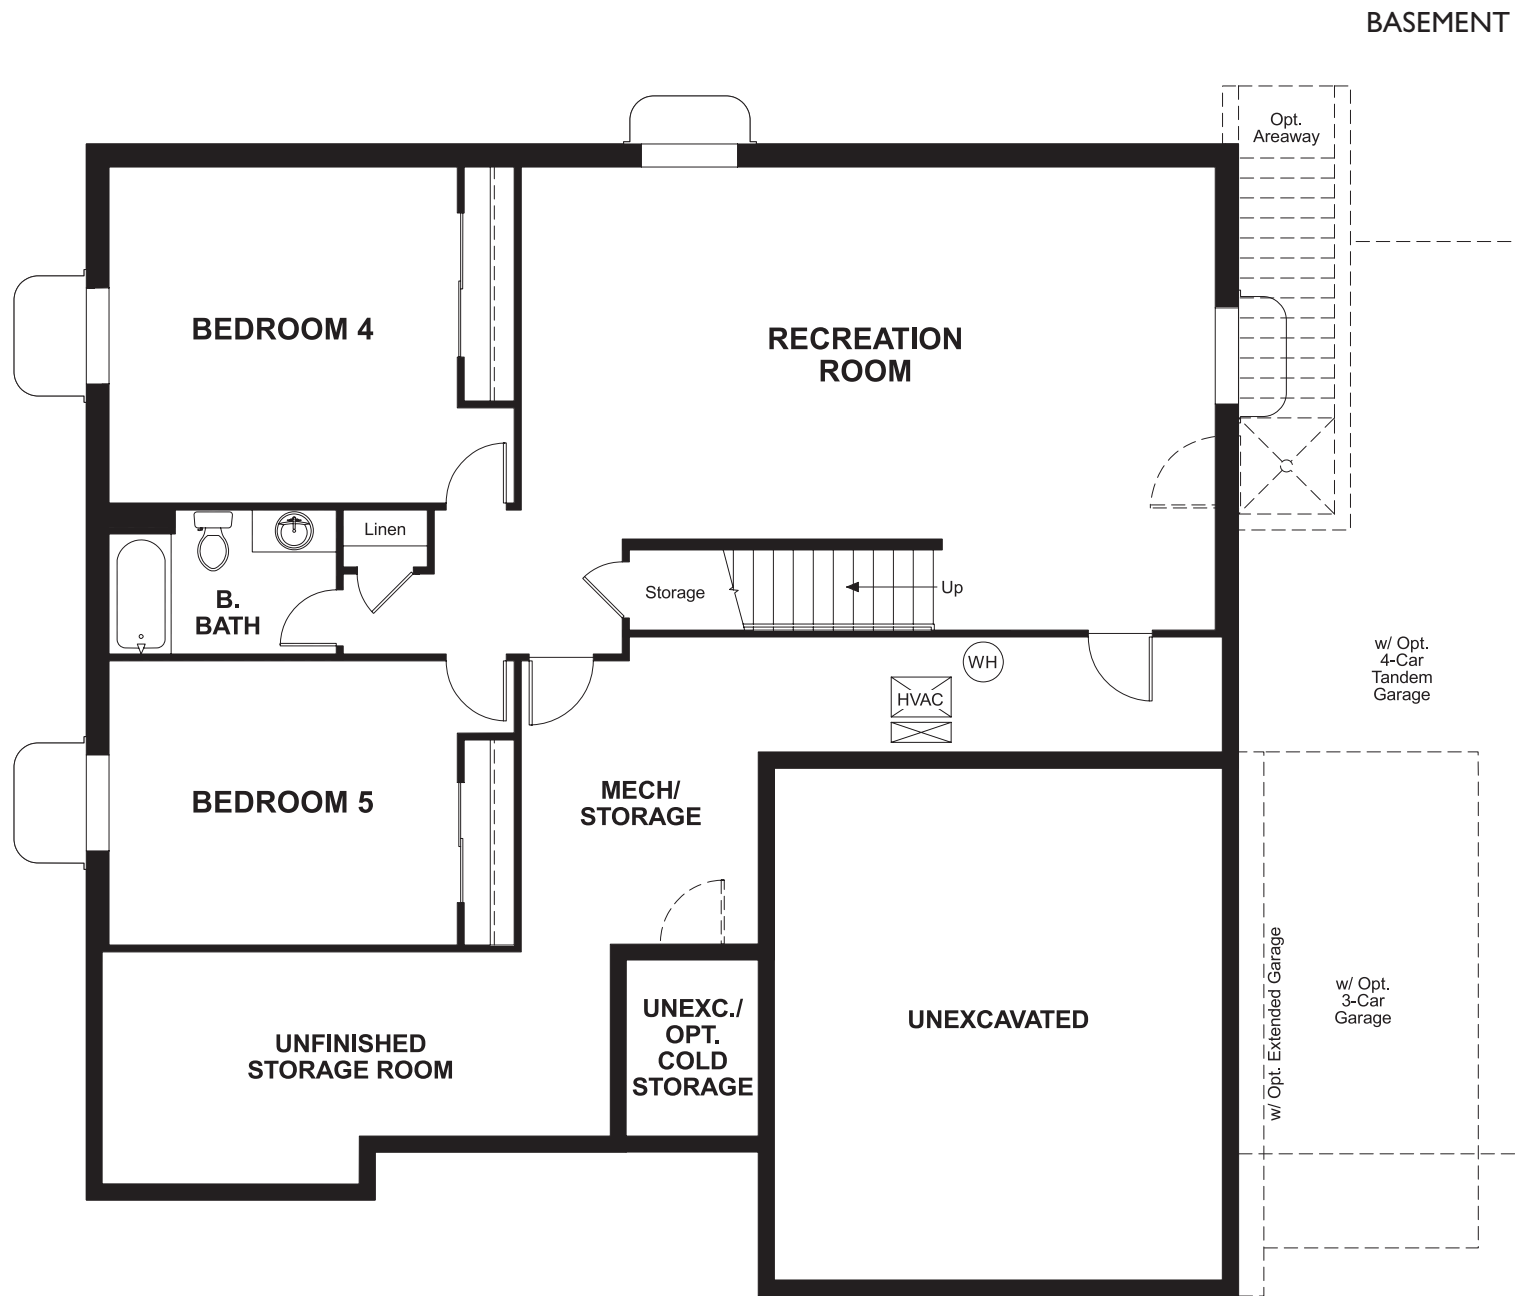 BASEMENT
Opt.
Areaway
BEDROOM 4
RECREATION
ROOM
Linen
B.
BATH
Storage
Up
WH
HVAC
w/ Opt.
4-Car
Tandem
Garage
BEDROOM 5
MECH/
STORAGE
UNFINISHED
STORAGE ROOM
UNEXC./
OPT.
COLD
STORAGE
UNEXCAVATED
w/ Opt. Extended Garage
w/ Opt.
3-Car
Garage